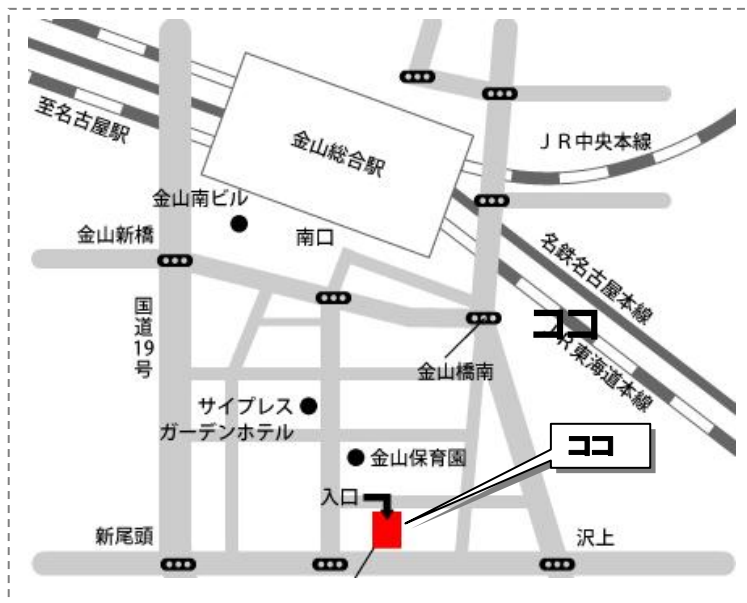 至名古屋駅
金山総合駅
JR中央本線
金山南ビル
南口
金山新橋
名鉄名古屋本線
国道19号
ココ
JR東海道本線
金山橋南
サイプレス
ガーデンホテル
ココ
金山保育園
入口
新尾頭
沢上